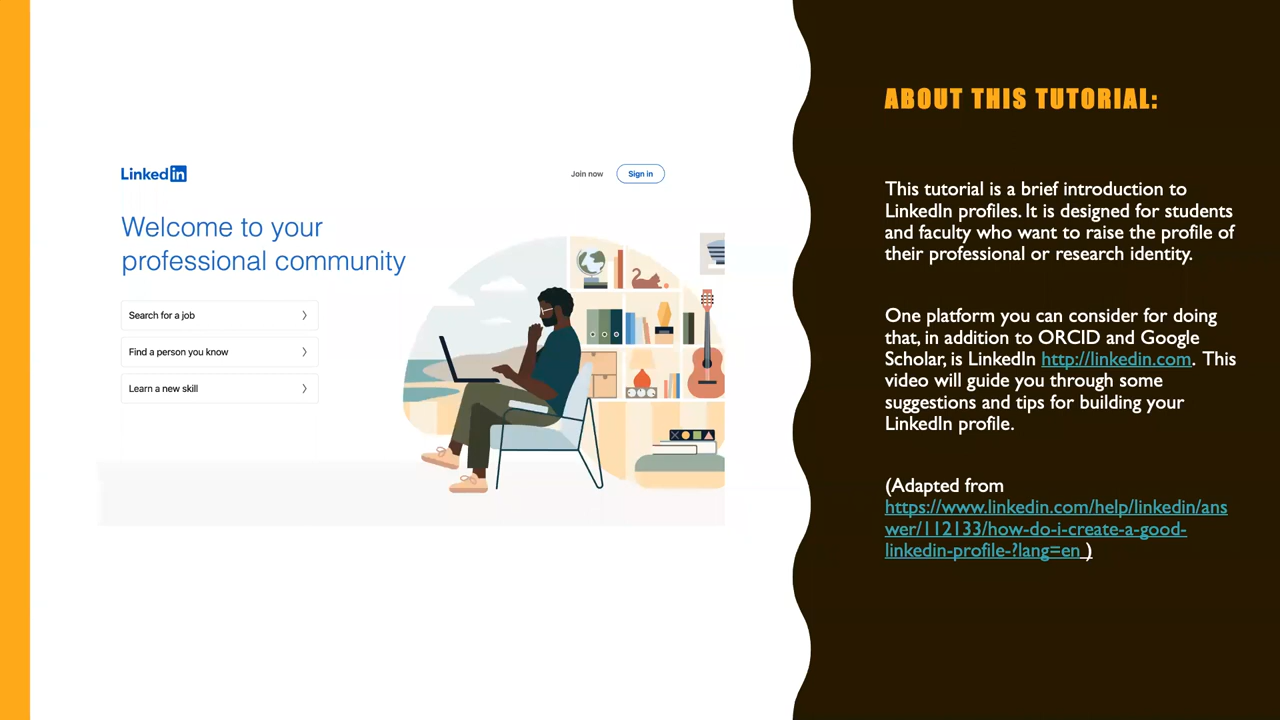 Linked in
Join now
Sign in
Welcome to your
professional community
Search for a job
Find a person you know
Learn a new skill
ABOUT THIS TUTORIAL:
This tutorial is a brief introduction to
LinkedIn profiles. It is designed for students
and faculty who want to raise the profile of
their professional or research identity.
One platform you can consider for doing
that, in addition to ORCID and Google
Scholar, is LinkedIn http://linkedin.com. This
video will guide you through some
suggestions and tips for building your
LinkedIn profile.
(Adapted from
https://www.linkedin.com/help/linkedin/ans
wer/112133/how-do-i-create-a-good-
linkedin-profile-?lang=en )